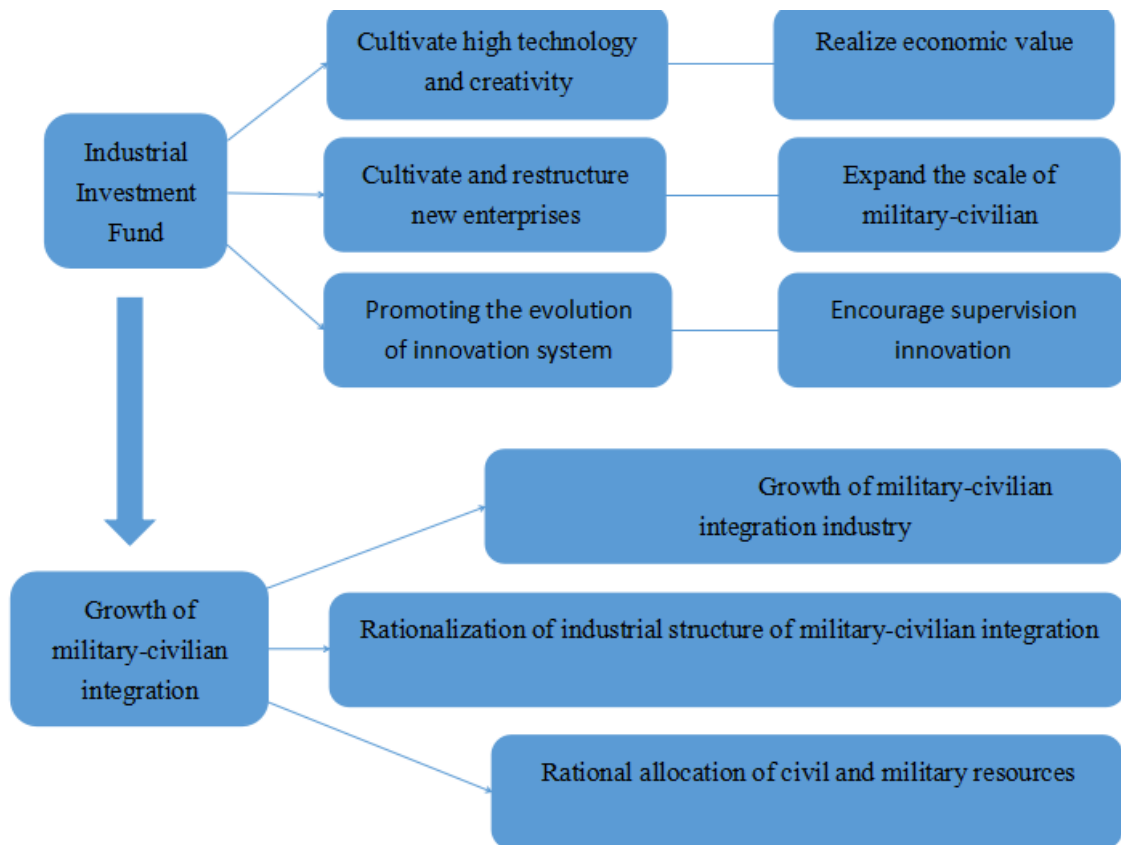 Cultivate high technology
and creativity
Realize economic value
Industrial
Investment
Fund
Cultivate and restructure
new enterprises
Expand the scale of
military-civilian
Promoting the evolution
of innovation system
Encourage supervision
innovation
Growth of military-civilian
integration industry
Growth of
military-civilian
integration
Rationalization of industrial structure of military-civilian integration
Rational allocation of civil and military resources